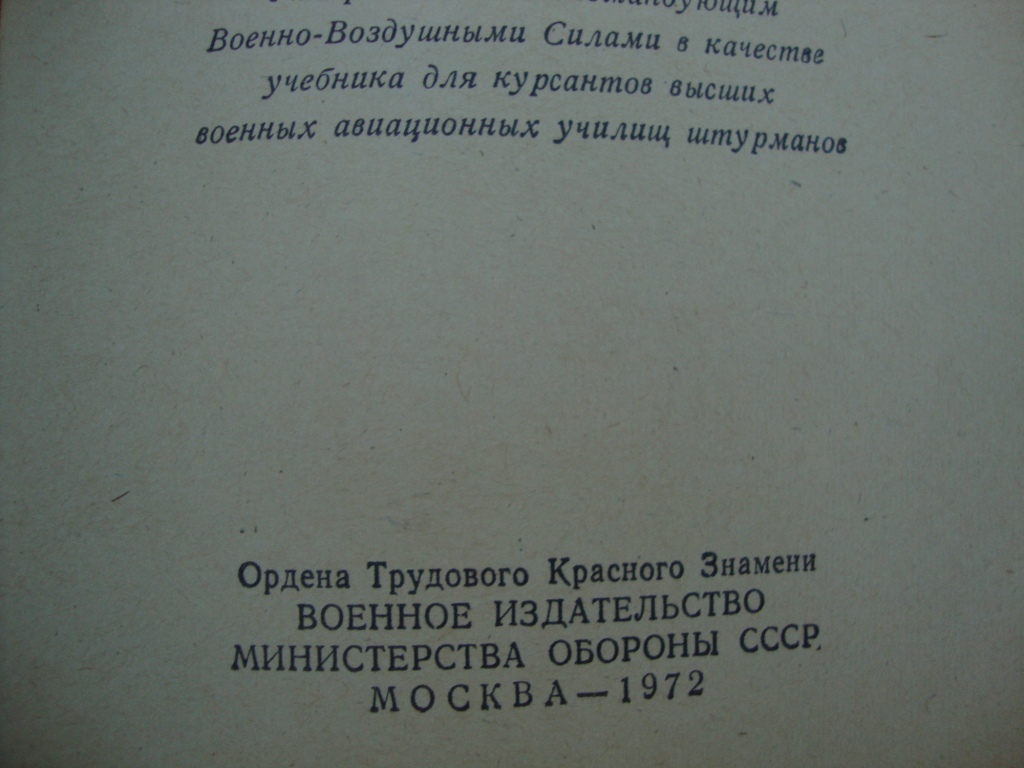 Военно-Воздушными Силами в качестве
учебника для курсантов высших
военных авиационных училищ штурманов
Ордена Трудового Красного Знамени
ВОЕННОЕ ИЗДАТЕЛЬСТВО
МИНИСТЕРСТВА ОБОРОНЫ СССР.
МОСКВА—1972